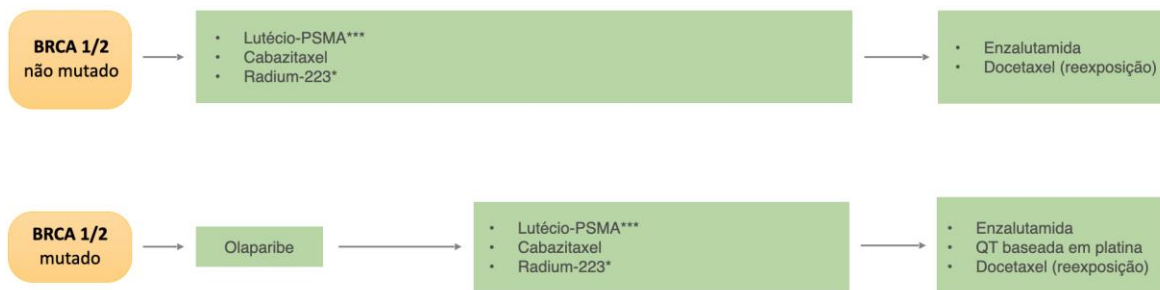 BRCA 1/2
não mutado
• Lutécio-PSMA***
• Cabazitaxel
• Radium-223*
• Enzalutamida
• Docetaxel (reexposição)
BRCA 1/2
mutado
Olaparibe
• Lutécio-PSMA***
• Cabazitaxel
• Radium-223*
• Enzalutamida
• QT baseada em platina
• Docetaxel (reexposição)